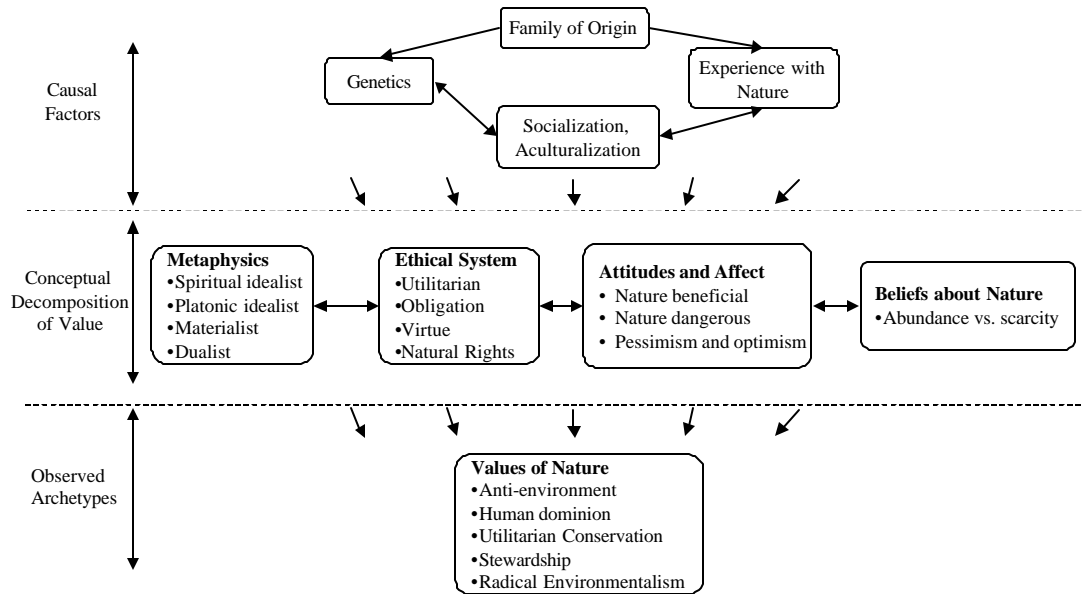 Family of Origin
Genetics
Experience with
Nature
Causal
Factors
Socialization,
Aculturalization
Conceptual
Decomposition
of Value
Metaphysics
•Spiritual idealist
•Platonic idealist
•Materialist
•Dualist
Ethical System
•Utilitarian
•Obligation
•Virtue
•Natural Rights
Attitudes and Affect
• Nature beneficial
• Nature dangerous
• Pessimism and optimism
Beliefs about Nature
•Abundance vs. scarcity
Observed
Archetypes
Values of Nature
•Anti-environment
•Human dominion
•Utilitarian Conservation
•Stewardship
•Radical Environmentalism